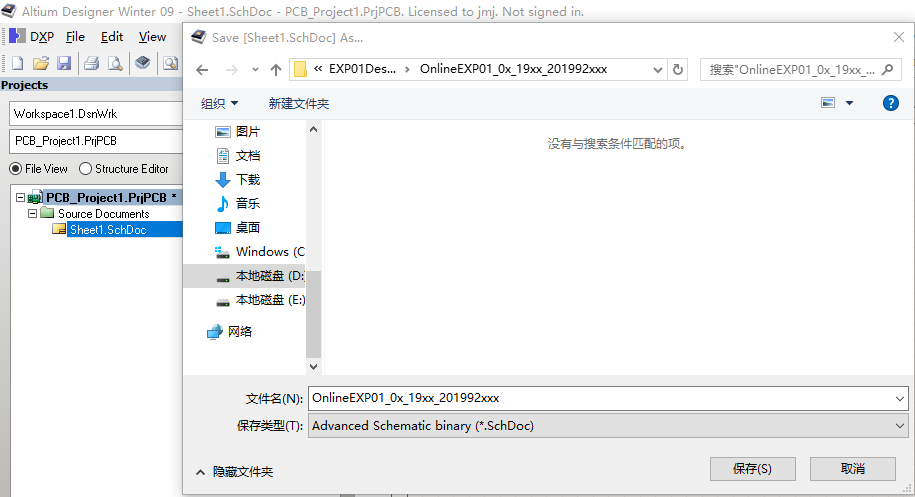 Altium Designer Winter 09 - Sheet1.SchDoc - PCB_Project1.PrjPCB. Licensed to jmj. Not signed in.
DXP File Edit View
Projects
Workspace1.DsnWrk
PCB_Project1.PrjPCB
File View Structure Editor
PCB_Project1.PrjPCB *
Source Documents
Sheet1.SchDoc
Save [Sheet1.SchDoc] As...
« EXP01Des... › OnlineEXP01_0x_19xx_201992xxx
搜索"OnlineEXP01_0x_19xx_...
组织 新建文件夹
?
图片
文档
下载
音乐
桌面
Windows (C
本地磁盘 (D:
本地磁盘 (E:)
网络
没有与搜索条件匹配的项。
文件名(N): OnlineEXP01_0x_19xx_201992xxx
保存类型(T): Advanced Schematic binary (*.SchDoc)
隐藏文件夹
保存(S) 取消